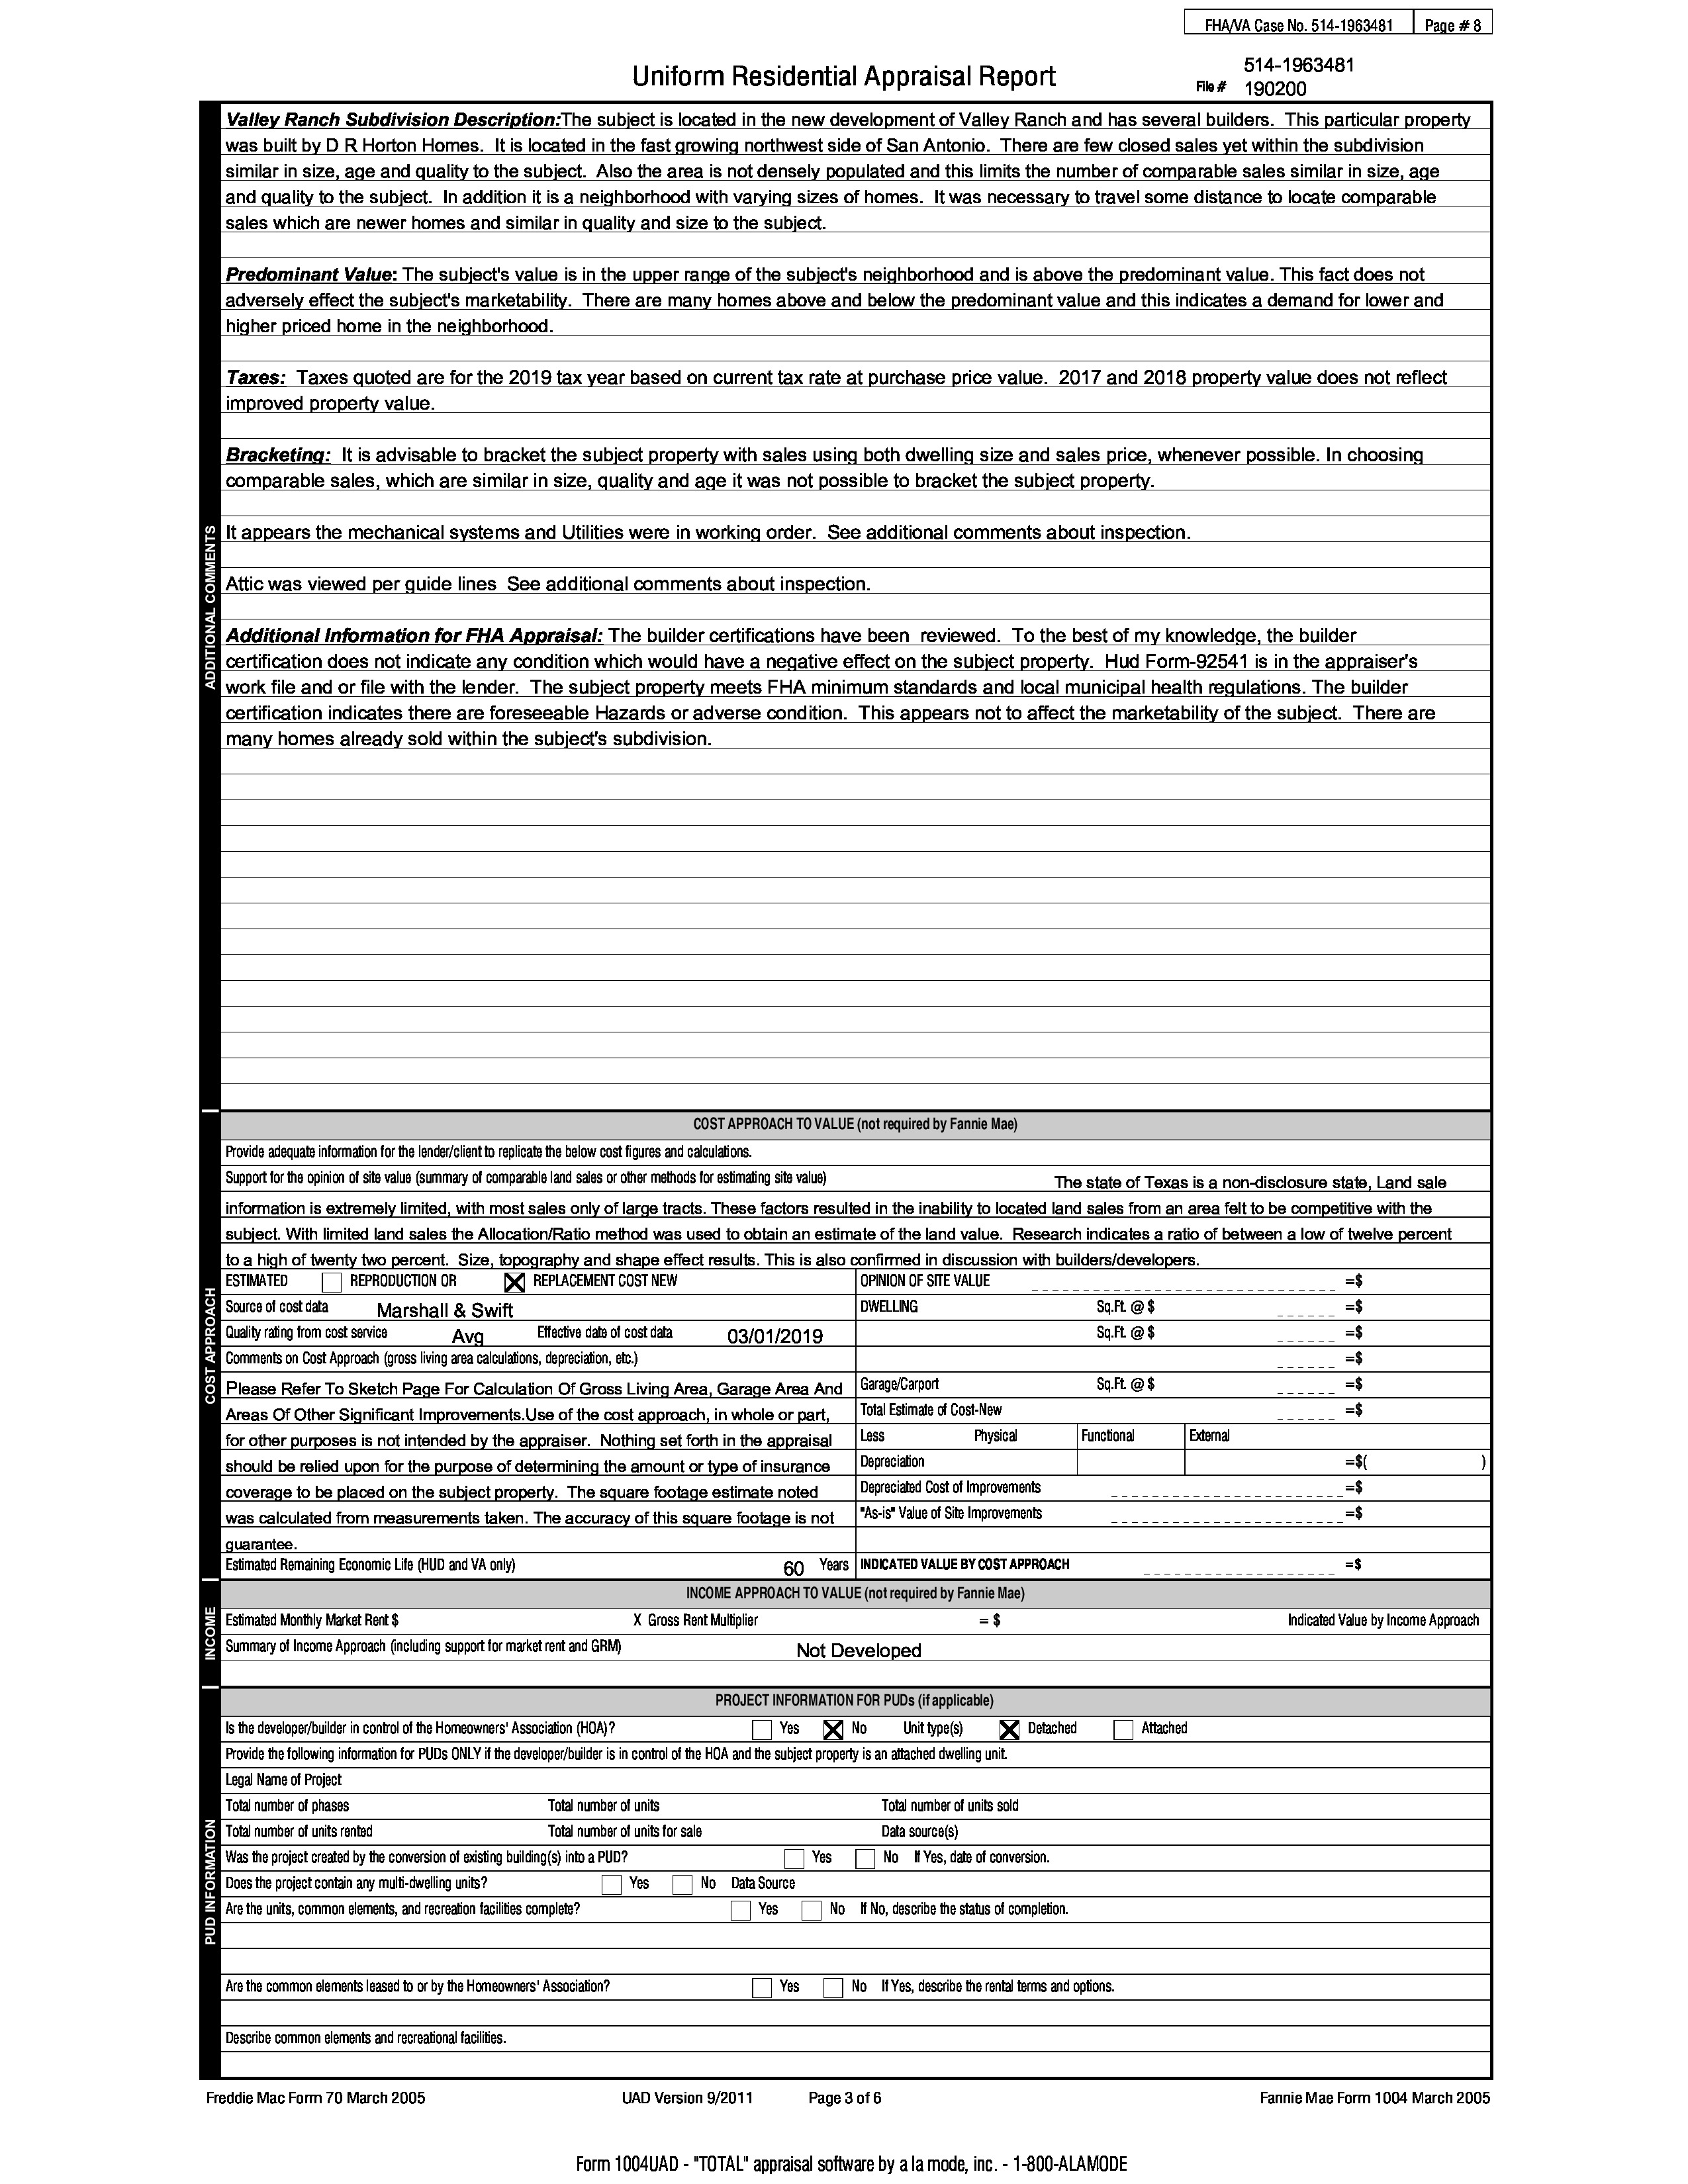 FHA/VA Case No. 514-1963481 Page # 8
514-1963481
Uniform Residential Appraisal Report File # 190200
ADDITIONAL COMMENTS
Valley Ranch Subdivision Description:The subject is located in the new development of Valley Ranch and has several builders. This particular property
was built by D R Horton Homes. It is located in the fast growing northwest side of San Antonio. There are few closed sales yet within the subdivision
similar in size, age and quality to the subject. Also the area is not densely populated and this limits the number of comparable sales similar in size, age
and quality to the subject. In addition it is a neighborhood with varying sizes of homes. It was necessary to travel some distance to locate comparable
sales which are newer homes and similar in quality and size to the subject.
Predominant Value: The subject's value is in the upper range of the subject's neighborhood and is above the predominant value. This fact does not
adversely effect the subject's marketability. There are many homes above and below the predominant value and this indicates a demand for lower and
higher priced home in the neighborhood.
Taxes: Taxes quoted are for the 2019 tax year based on current tax rate at purchase price value. 2017 and 2018 property value does not reflect
improved property value.
Bracketing: It is advisable to bracket the subject property with sales using both dwelling size and sales price, whenever possible. In choosing
comparable sales, which are similar in size, quality and age it was not possible to bracket the subject property.
It appears the mechanical systems and Utilities were in working order. See additional comments about inspection.
Attic was viewed per guide lines See additional comments about inspection.
Additional Information for FHA Appraisal: The builder certifications have been reviewed. To the best of my knowledge, the builder
certification does not indicate any condition which would have a negative effect on the subject property. Hud Form-92541 is in the appraiser's
work file and or file with the lender. The subject property meets FHA minimum standards and local municipal health regulations. The builder
certification indicates there are foreseeable Hazards or adverse condition. This appears not to affect the marketability of the subject. There are
many homes already sold within the subject's subdivision.
COST APPROACH
COST APPROACH TO VALUE (not required by Fannie Mae)
Provide adequate information for the lender/client to replicate the below cost figures and calculations.
Support for the opinion of site value (summary of comparable land sales or other methods for estimating site value) The state of Texas is a non-disclosure state, Land sale
information is extremely limited, with most sales only of large tracts. These factors resulted in the inability to located land sales from an area felt to be competitive with the
subject. With limited land sales the Allocation/Ratio method was used to obtain an estimate of the land value. Research indicates a ratio of between a low of twelve percent
to a high of twenty two percent. Size, topography and shape effect results. This is also confirmed in discussion with builders/developers.
ESTIMATED REPRODUCTION OR REPLACEMENT COST NEW OPINION OF SITE VALUE =$
Source of cost data Marshall & Swift DWELLING Sq.Ft. @ $ =$
Quality rating from cost service Avg Effective date of cost data 03/01/2019 Sq.Ft. @ $ =$
Comments on Cost Approach (gross living area calculations, depreciation, etc.) =$
Please Refer To Sketch Page For Calculation Of Gross Living Area, Garage Area And Garage/Carport Sq.Ft. @ $ =$
Areas Of Other Significant Improvements.Use of the cost approach, in whole or part, Total Estimate of Cost-New =$
for other purposes is not intended by the appraiser. Nothing set forth in the appraisal Less Physical Functional External
should be relied upon for the purpose of determining the amount or type of insurance Depreciation =$( )
coverage to be placed on the subject property. The square footage estimate noted Depreciated Cost of Improvements =$
was calculated from measurements taken. The accuracy of this square footage is not "As-is" Value of Site Improvements =$
guarantee.
Estimated Remaining Economic Life (HUD and VA only) 60 Years INDICATED VALUE BY COST APPROACH =$
INCOME
INCOME APPROACH TO VALUE (not required by Fannie Mae)
Estimated Monthly Market Rent $ X Gross Rent Multiplier = $ Indicated Value by Income Approach
Summary of Income Approach (including support for market rent and GRM) Not Developed
PUD INFORMATION
PROJECT INFORMATION FOR PUDs (if applicable)
Is the developer/builder in control of the Homeowners' Association (HOA)? Yes No Unit type(s) Detached Attached
Provide the following information for PUDs ONLY if the developer/builder is in control of the HOA and the subject property is an attached dwelling unit.
Legal Name of Project
Total number of phases Total number of units Total number of units sold
Total number of units rented Total number of units for sale Data source(s)
Was the project created by the conversion of existing building(s) into a PUD? Yes No If Yes, date of conversion.
Does the project contain any multi-dwelling units? Yes No Data Source
Are the units, common elements, and recreation facilities complete? Yes No If No, describe the status of completion.
Are the common elements leased to or by the Homeowners' Association? Yes No If Yes, describe the rental terms and options.
Describe common elements and recreational facilities.
Freddie Mac Form 70 March 2005 UAD Version 9/2011 Page 3 of 6 Fannie Mae Form 1004 March 2005
Form 1004UAD - "TOTAL" appraisal software by a la mode, inc. - 1-800-ALAMODE